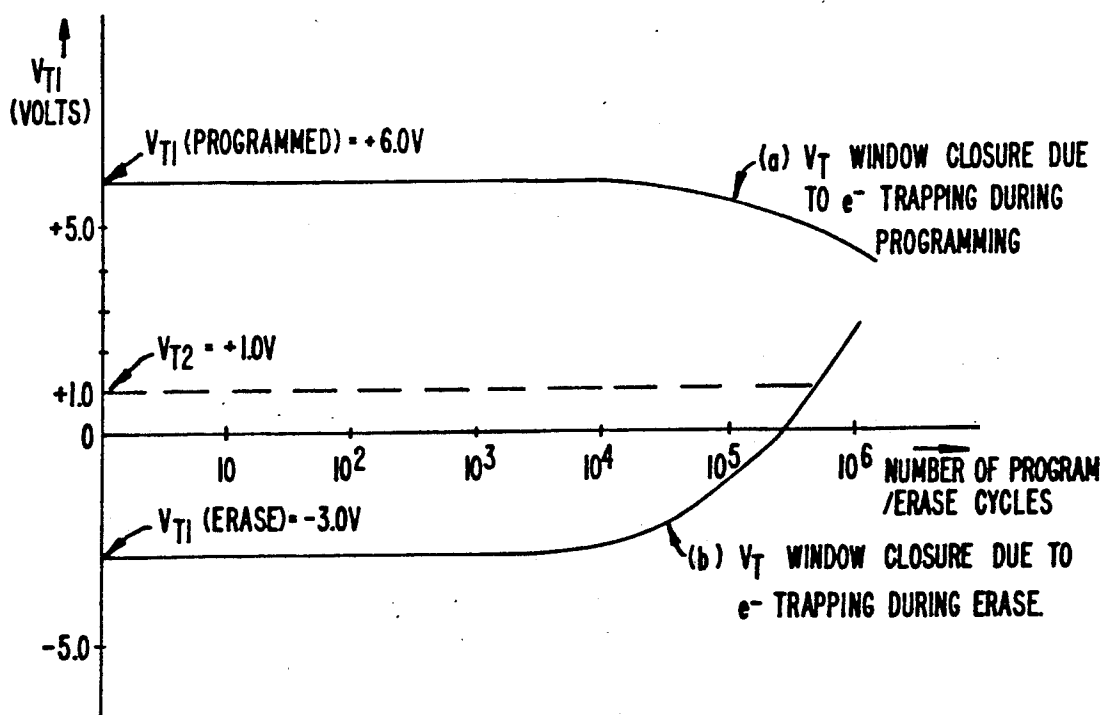 V_T1
(VOLTS)
V_T1 (PROGRAMMED) = +6.0V
(a) V_T WINDOW CLOSURE DUE
TO e⁻ TRAPPING DURING
PROGRAMMING
+5.0
V_T2 = +1.0V
+1.0
0
10
10²
10³
10⁴
10⁵
10⁶
NUMBER OF PROGRAM
/ERASE CYCLES
V_T1 (ERASE) = -3.0V
(b) V_T WINDOW CLOSURE DUE TO
e⁻ TRAPPING DURING ERASE.
-5.0